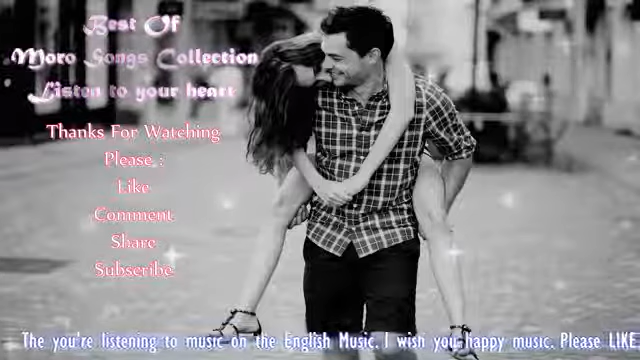 Best Of
Moro Songs Collection
Listen to your heart
Thanks For Watching
Please :
Like
Comment
Share
Subscribe
The you're listening to music on the English Music. I wish you happy music. Please LIKE